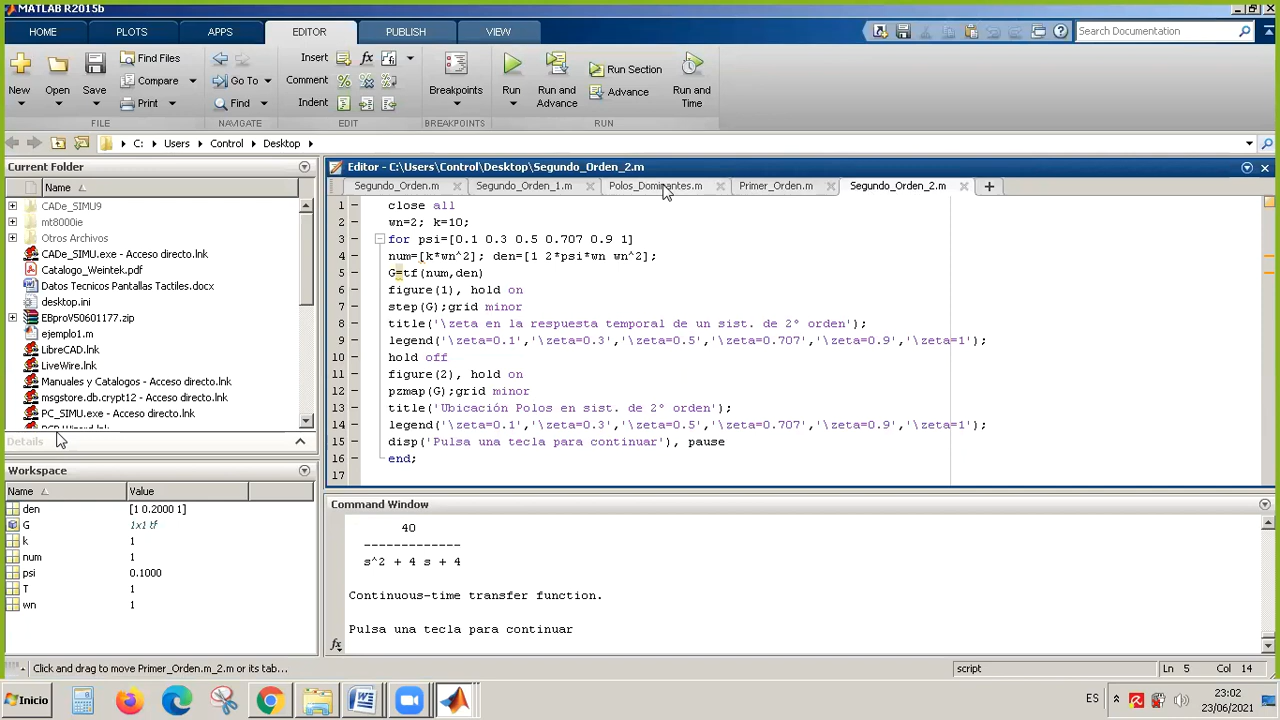 MATLAB R2015b
HOME PLOTS APPS EDITOR PUBLISH VIEW Search Documentation
New Open Save Find Files Compare Print
FILE
Go To Find
NAVIGATE
Insert fx
Comment %
Indent
EDIT
Breakpoints
BREAKPOINTS
Run Run and Advance Run Section Advance Run and Time
RUN
C: Users Control Desktop
Current Folder
Name
CADe_SIMU9
mt8000ie
Otros Archivos
CADe_SIMU.exe - Acceso directo.lnk
Catalogo_Weintek.pdf
Datos Tecnicos Pantallas Tactiles.docx
desktop.ini
EBproV50601177.zip
ejemplo1.m
LibreCAD.lnk
LiveWire.lnk
Manuales y Catalogos - Acceso directo.lnk
msgstore.db.crypt12 - Acceso directo.lnk
PC_SIMU.exe - Acceso directo.lnk
Details
Workspace
Name Value
den [1 0.2000 1]
G 1x1 tf
k 1
num 1
psi 0.1000
T 1
wn 1
Editor - C:\Users\Control\Desktop\Segundo_Orden_2.m
Segundo_Orden.m Segundo_Orden_1.m Polos_Dominantes.m Primer_Orden.m Segundo_Orden_2.m
1 close all
2 wn=2; k=10;
3 for psi=[0.1 0.3 0.5 0.707 0.9 1]
4 num=[k*wn^2]; den=[1 2*psi*wn wn^2];
5 G=tf(num,den)
6 figure(1), hold on
7 step(G);grid minor
8 title('\zeta en la respuesta temporal de un sist. de 2° orden');
9 legend('\zeta=0.1','\zeta=0.3','\zeta=0.5','\zeta=0.707','\zeta=0.9','\zeta=1');
10 hold off
11 figure(2), hold on
12 pzmap(G);grid minor
13 title('Ubicación Polos en sist. de 2° orden');
14 legend('\zeta=0.1','\zeta=0.3','\zeta=0.5','\zeta=0.707','\zeta=0.9','\zeta=1');
15 disp('Pulsa una tecla para continuar'), pause
16 end;
17
Command Window
40
-------------
s^2 + 4 s + 4
Continuous-time transfer function.
Pulsa una tecla para continuar
fx
Click and drag to move Primer_Orden.m_2.m or its tab... script Ln 5 Col 14
Inicio ES 23:02
23/06/2021